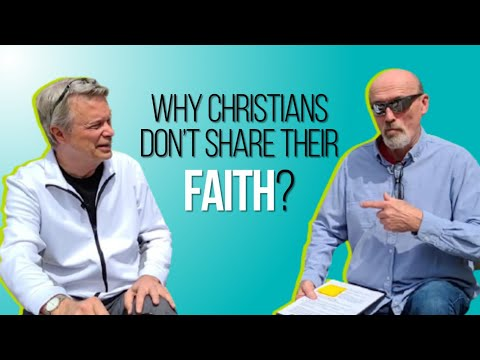 WHY CHRISTIANS
DON'T SHARE THEIR
FAITH?